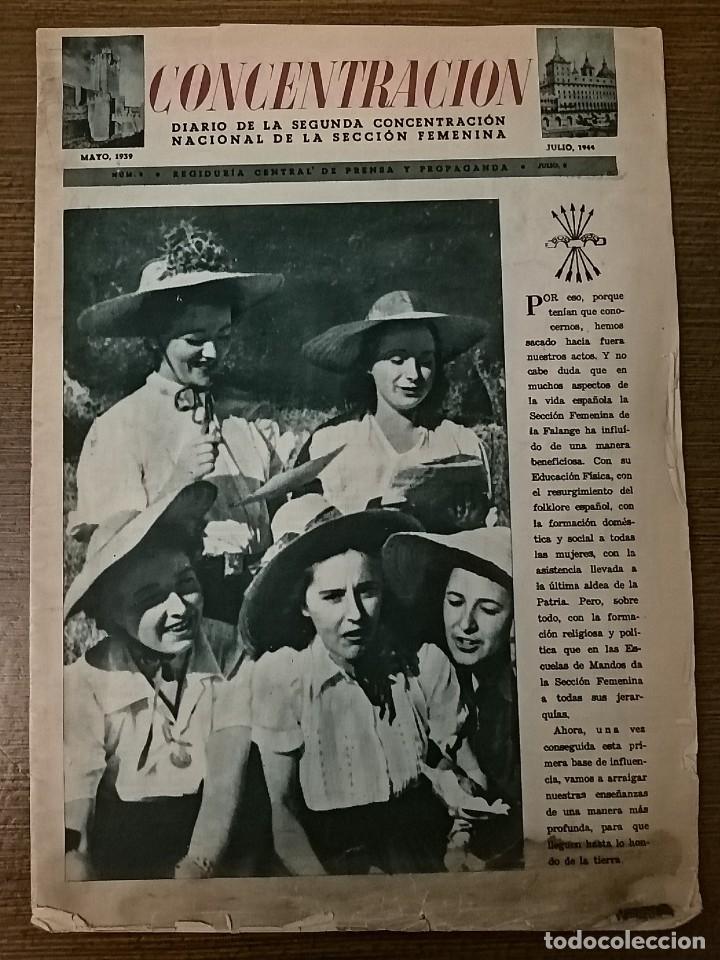 CONCENTRACION
DIARIO DE LA SEGUNDA CONCENTRACIÓN
NACIONAL DE LA SECCIÓN FEMENINA
MAYO, 1939
JULIO, 1944
REGIDURÍA CENTRAL DE PRENSA Y PROPAGANDA
POR eso, porque
tenían que cono-
cernos, hemos
sacado hacia fuera
nuestros actos. Y no
cabe duda que en
muchos aspectos de
la vida española la
Sección Femenina de
la Falange ha influí-
do de una manera
beneficiosa. Con su
Educación Física, con
el resurgimiento del
folklore español, con
la formación domés-
tica y social a todas
las mujeres, con la
asistencia llevada a
la última aldea de la
Patria. Pero, sobre
todo, con la forma-
ción religiosa y polí-
tica que en las Es-
cuelas de Mandos da
la Sección Femenina
a todas sus jerar-
quías.
Ahora, una vez
conseguida esta pri-
mera base de influen-
cia, vamos a arraigar
nuestras enseñanzas
de una manera más
profunda, para que
lleguen hasta lo hon-
do de la tierra.
todocoleccion